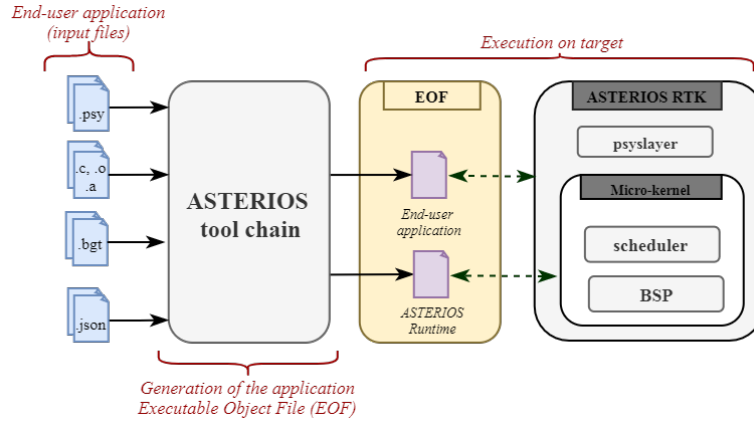 End-user application
(input files)
Execution on target
.psy
.c, .o
.a
.bgt
.json
ASTERIOS
tool chain
EOF
End-user
application
ASTERIOS
Runtime
ASTERIOS RTK
psyslayer
Micro-kernel
scheduler
BSP
Generation of the application
Executable Object File (EOF)